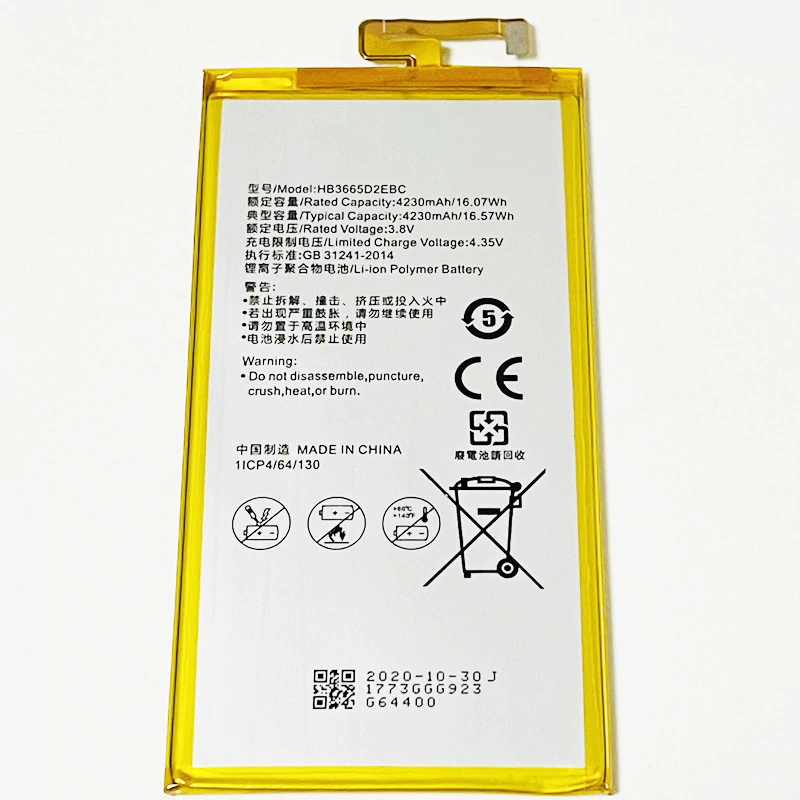 型号/Model:HB3665D2EBC
额定容量/Rated Capacity:4230mAh/16.07Wh
典型容量/Typical Capacity:4230mAh/16.57Wh
额定电压/Rated Voltage:3.8V
充电限制电压/Limited Charge Voltage:4.35V
执行标准:GB 31241-2014
锂离子聚合物电池/Li-ion Polymer Battery
警告:
•禁止拆解、撞击、挤压或投入火中
•若出现严重鼓胀，请勿继续使用
•请勿置于高温环境中
•电池浸水后禁止使用
5
Warning:
•Do not disassemble,puncture,
crush,heat,or burn.
CE
廢電池請回收
中国制造 MADE IN CHINA
1ICP4/64/130
>60℃
>140℉
2020-10-30 J
1773GGG923
G64400